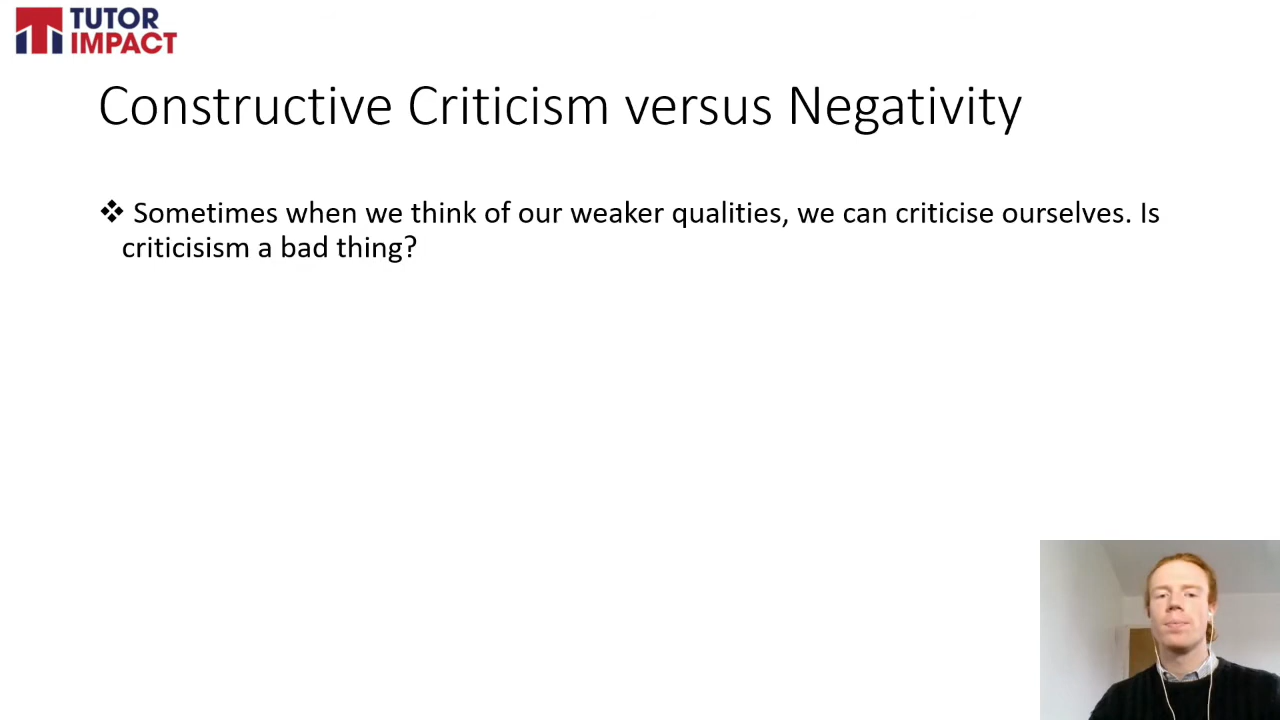 TUTOR
IMPACT
Constructive Criticism versus Negativity
❖ Sometimes when we think of our weaker qualities, we can criticise ourselves. Is
criticisism a bad thing?